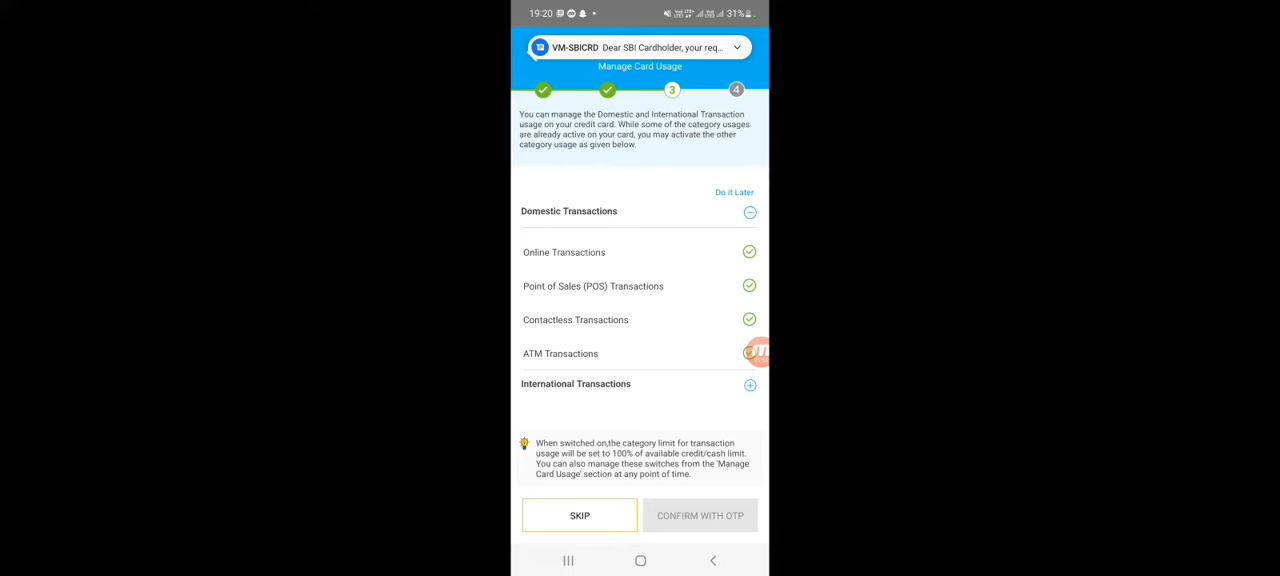 19:20
31%
VM-SBICRD Dear SBI Cardholder, your req...
Manage Card Usage
3
4
You can manage the Domestic and International Transaction
usage on your credit card. While some of the category usages
are already active on your card, you may activate the other
category usage as given below.
Do it Later
Domestic Transactions
Online Transactions
Point of Sales (POS) Transactions
Contactless Transactions
ATM Transactions
International Transactions
When switched on,the category limit for transaction
usage will be set to 100% of available credit/cash limit.
You can also manage these switches from the 'Manage
Card Usage' section at any point of time.
SKIP
CONFIRM WITH OTP